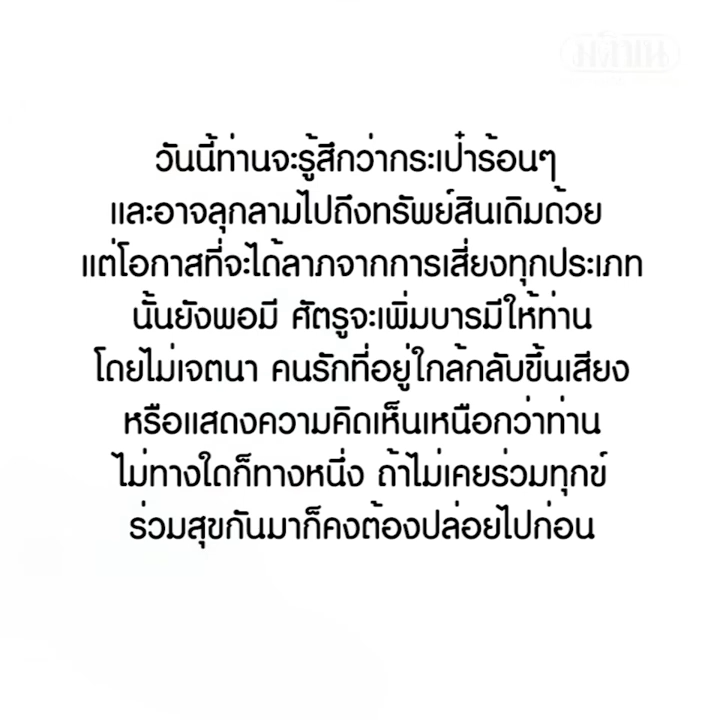 มติชน
วันนี้ท่านจะรู้สึกว่ากระเป๋าร้อนๆ
และอาจลุกลามไปถึงทรัพย์สินเดิมด้วย
แต่โอกาสที่จะได้ลาภจากการเสี่ยงทุกประเภท
นั้นยังพอมี ศัตรูจะเพิ่มบารมีให้ท่าน
โดยไม่เจตนา คนรักที่อยู่ใกล้กลับขึ้นเสียง
หรือแสดงความคิดเห็นเหนือกว่าท่าน
ไม่ทางใดก็ทางหนึ่ง ถ้าไม่เคยร่วมทุกข์
ร่วมสุขกันมาก็คงต้องปล่อยไปก่อน